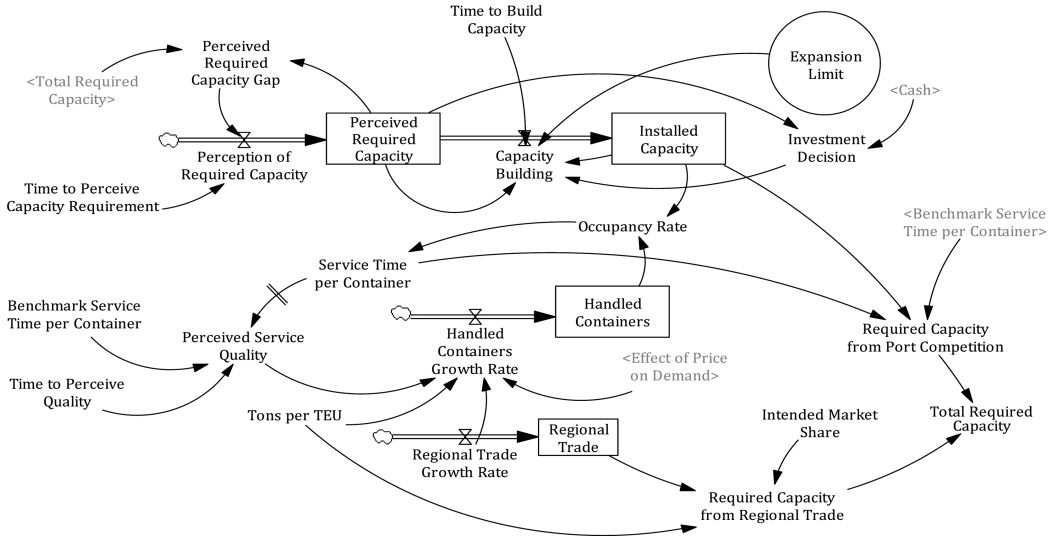 Time to Build
Capacity
Perceived
Required
Capacity Gap
Expansion
Limit
<Total Required
Capacity>
<Cash>
Perceived
Required
Capacity
Installed
Capacity
Investment
Decision
Perception of
Required Capacity
Capacity
Building
Time to Perceive
Capacity Requirement
Occupancy Rate
<Benchmark Service
Time per Container>
Service Time
per Container
Benchmark Service
Time per Container
Handled
Containers
Perceived Service
Quality
Handled
Containers
Growth Rate
Required Capacity
from Port Competition
<Effect of Price
on Demand>
Time to Perceive
Quality
Tons per TEU
Intended Market
Share
Total Required
Capacity
Regional
Trade
Regional Trade
Growth Rate
Required Capacity
from Regional Trade